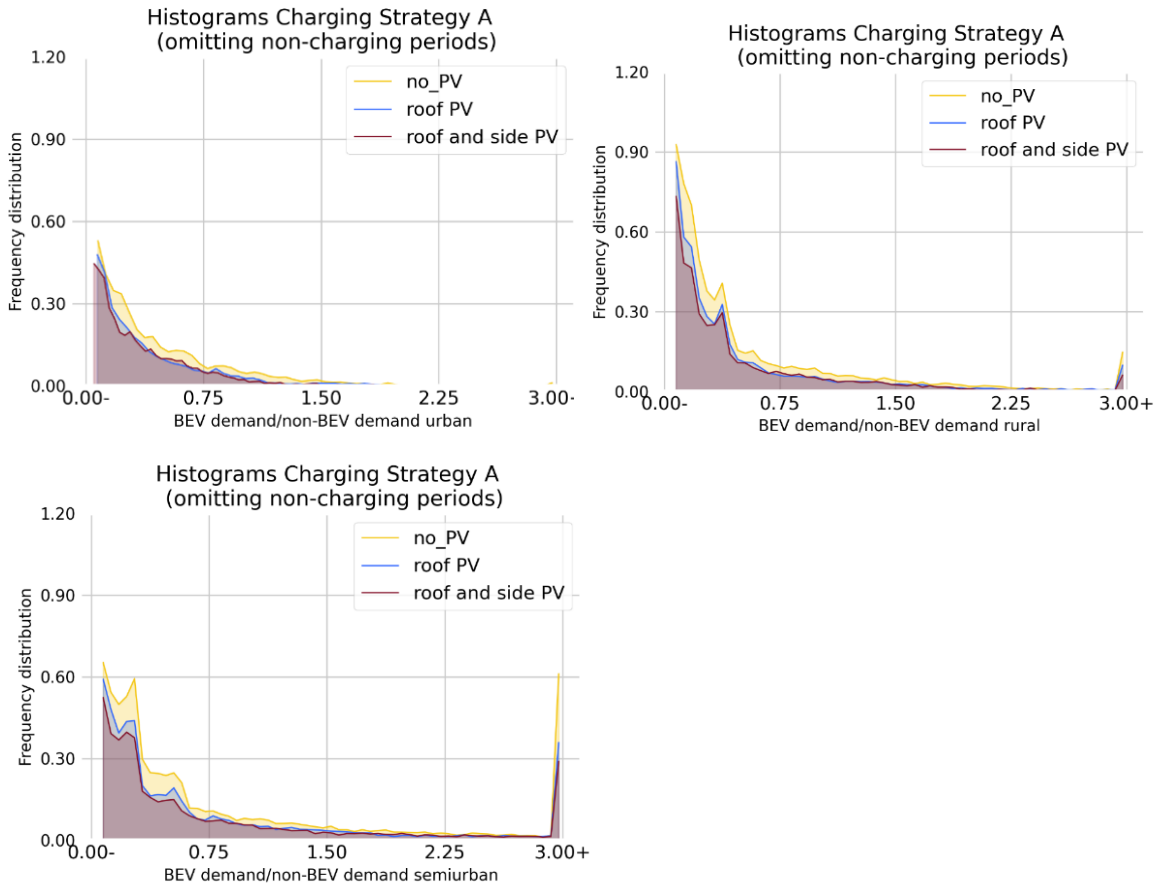 Histograms Charging Strategy A
(omitting non-charging periods)
1.20
0.90
0.60
0.30
0.00
Frequency distribution
no_PV
roof PV
roof and side PV
0.00-
0.75
1.50
2.25
3.00-
BEV demand/non-BEV demand urban
Histograms Charging Strategy A
(omitting non-charging periods)
1.20
0.90
0.60
0.30
0.00
Frequency distribution
no_PV
roof PV
roof and side PV
0.00-
0.75
1.50
2.25
3.00+
BEV demand/non-BEV demand rural
Histograms Charging Strategy A
(omitting non-charging periods)
1.20
0.90
0.60
0.30
0.00
Frequency distribution
no_PV
roof PV
roof and side PV
0.00-
0.75
1.50
2.25
3.00+
BEV demand/non-BEV demand semiurban